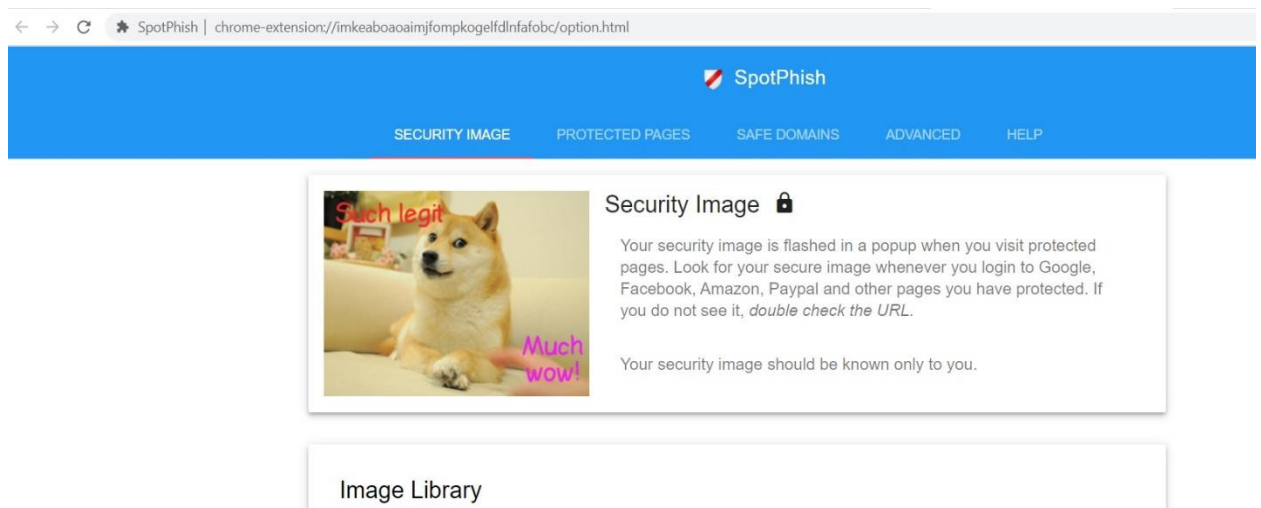 SpotPhish | chrome-extension://imkeaboaoaimjfompkogelfdlnfafobc/option.html
SpotPhish
SECURITY IMAGE PROTECTED PAGES SAFE DOMAINS ADVANCED HELP
Such legit
Much
wow!
Security Image
Your security image is flashed in a popup when you visit protected
pages. Look for your secure image whenever you login to Google,
Facebook, Amazon, Paypal and other pages you have protected. If
you do not see it, double check the URL.
Your security image should be known only to you.
Image Library